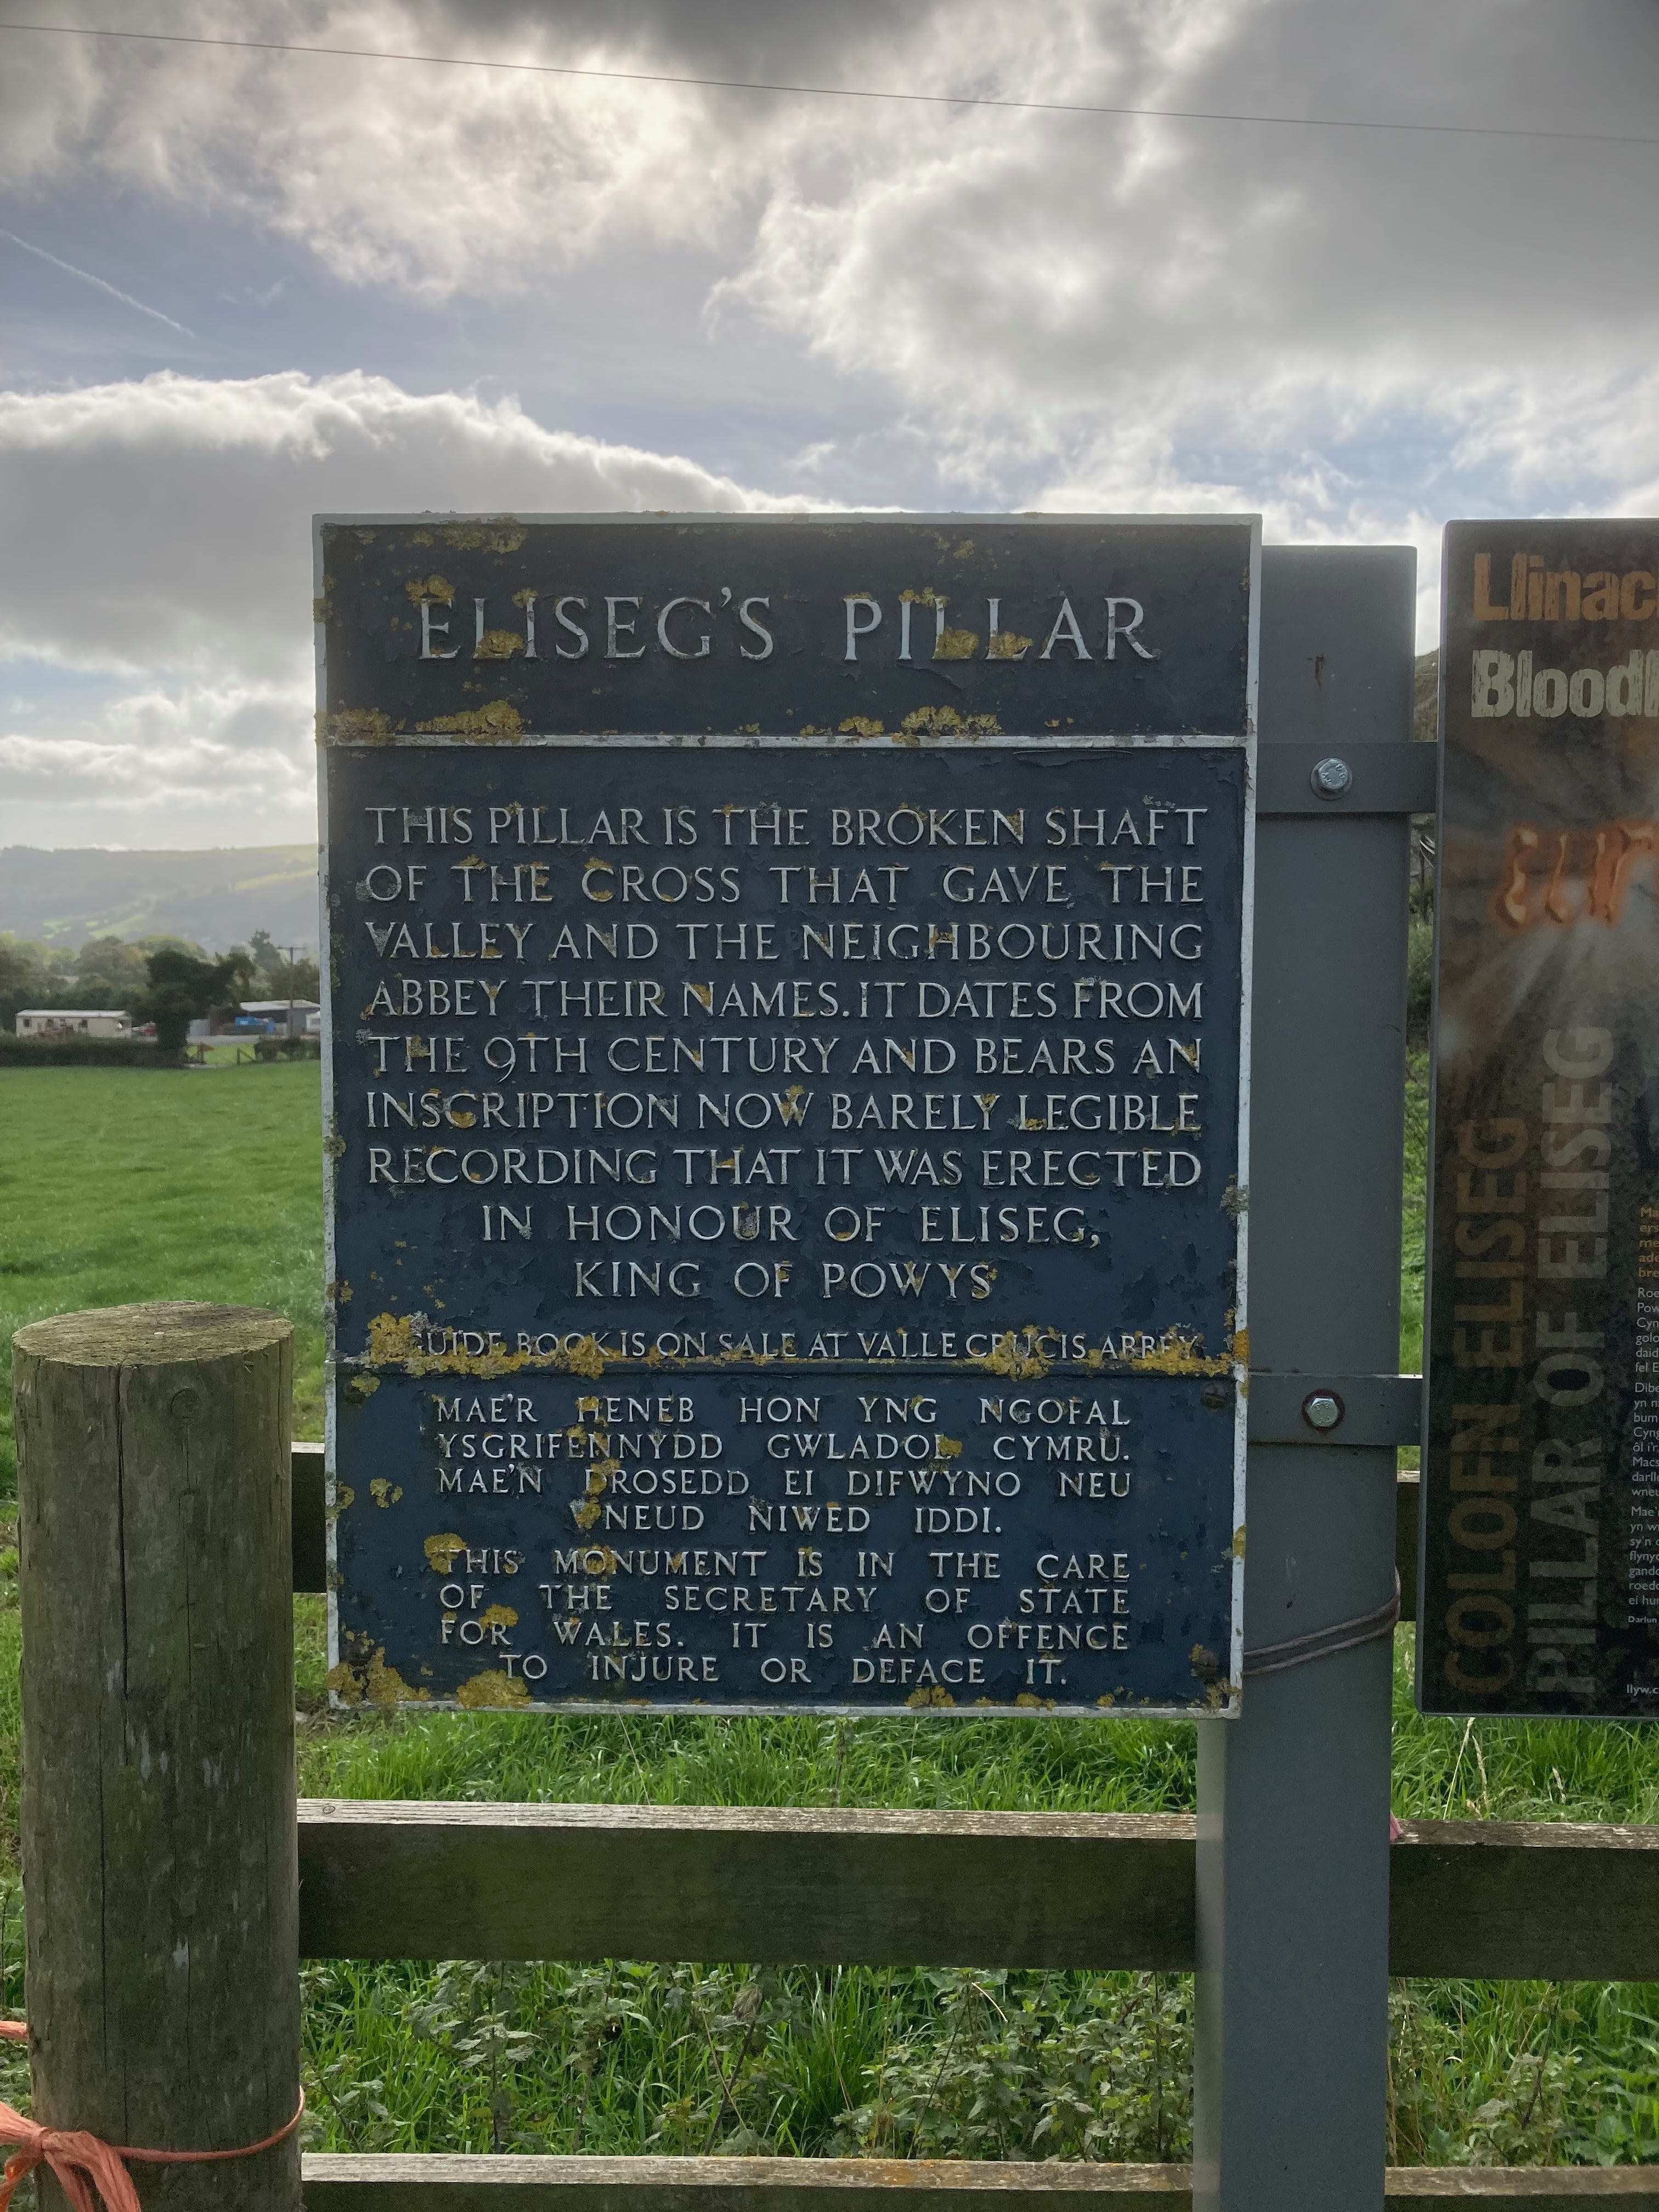 ELISEG'S PILLAR
THIS PILLAR IS THE BROKEN SHAFT
OF THE CROSS THAT GAVE THE
VALLEY AND THE NEIGHBOURING
ABBEY THEIR NAMES. IT DATES FROM
THE 9TH CENTURY AND BEARS AN
INSCRIPTION NOW BARELY LEGIBLE
RECORDING THAT IT WAS ERECTED
IN HONOUR OF ELISEG,
KING OF POWYS
GUIDE BOOK IS ON SALE AT VALLE CRUCIS ABBEY
MAE'R HENEB HON YNG NGOFAL
YSGRIFENNYDD GWLADOL CYMRU.
MAE'N DROSEDD EI DIFWYNO NEU
WNEUD NIWED IDDI.
THIS MONUMENT IS IN THE CARE
OF THE SECRETARY OF STATE
FOR WALES. IT IS AN OFFENCE
TO INJURE OR DEFACE IT.
Llinac
Bloodl
COLOFN ELISEG
PILLAR OF ELISEG